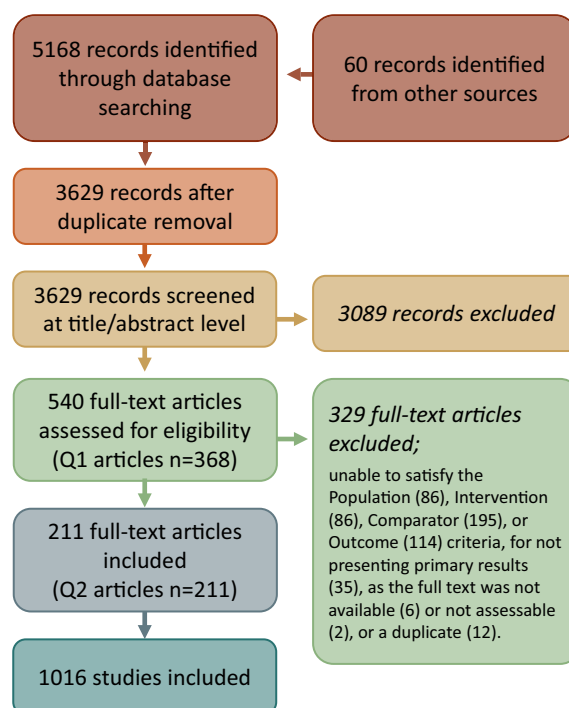 5168 records identified
through database
searching
60 records identified
from other sources
3629 records after
duplicate removal
3629 records screened
at title/abstract level
3089 records excluded
540 full-text articles
assessed for eligibility
(Q1 articles n=368)
329 full-text articles
excluded;
unable to satisfy the
Population (86), Intervention
(86), Comparator (195), or
Outcome (114) criteria, for not
presenting primary results
(35), as the full text was not
available (6) or not assessable
(2), or a duplicate (12).
211 full-text articles
included
(Q2 articles n=211)
1016 studies included